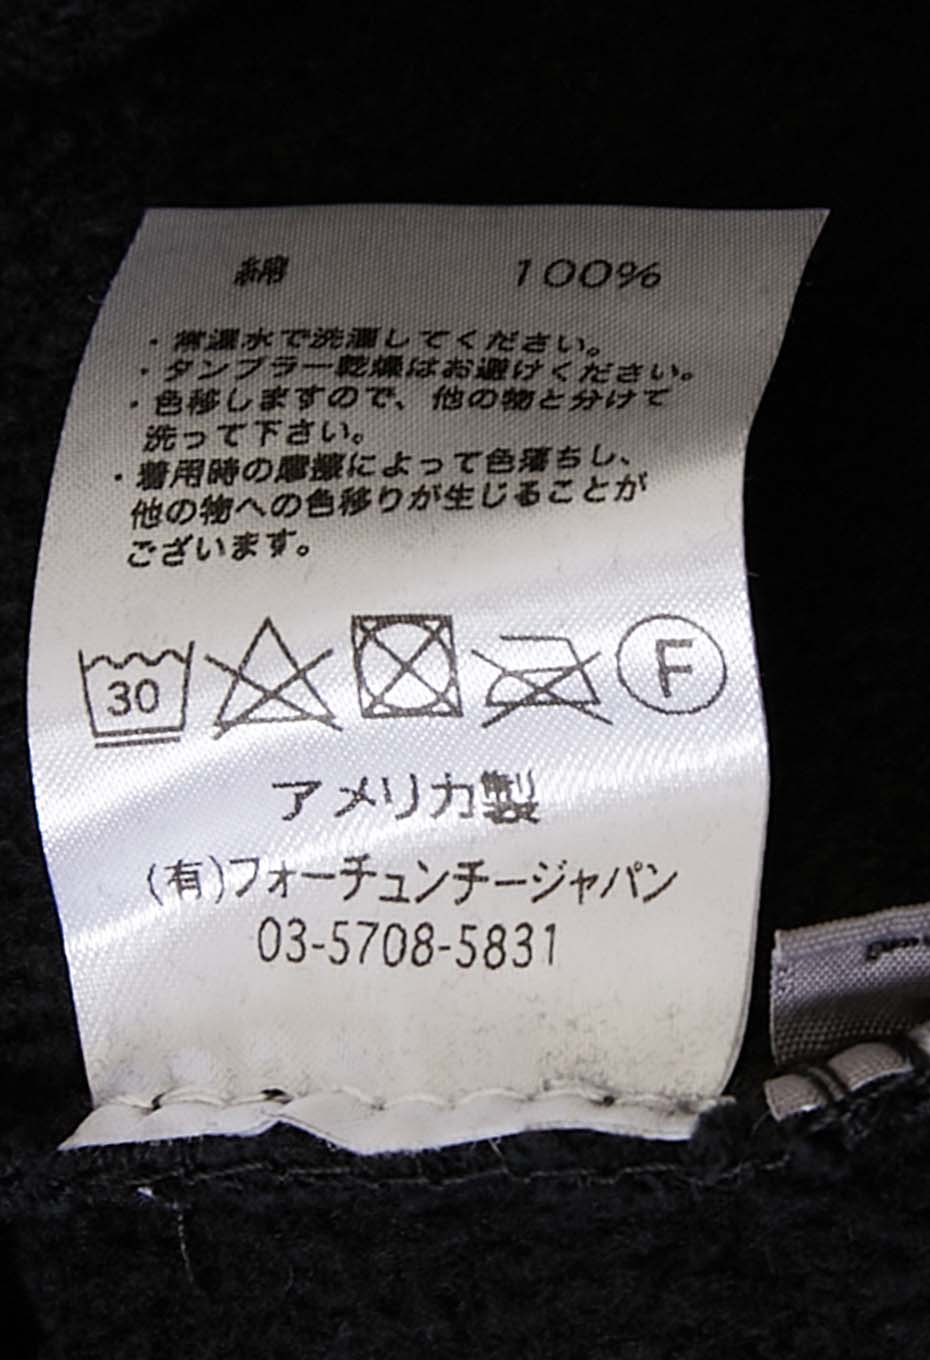 綿 100%
・常温水で洗濯してください。
・タンブラー乾燥はお避けください。
・色移しますので、他の物と分けて
洗って下さい。
・着用時の摩擦によって色落ちし、
他の物への色移りが生じることが
ございます。
30 F
アメリカ製
(有)フォーチュンチージャパン
03-5708-5831